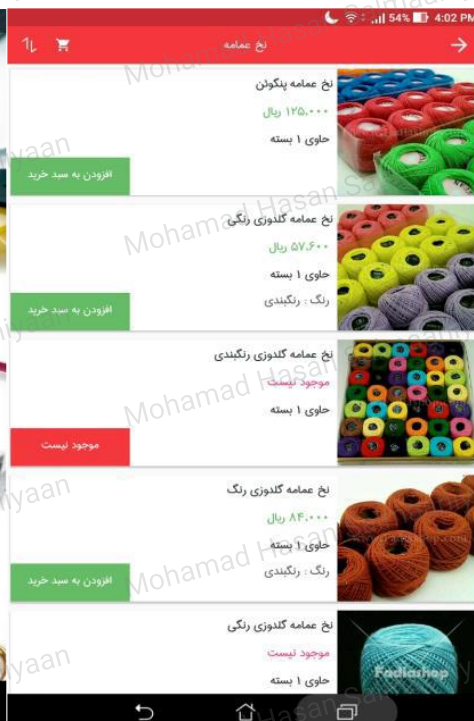 54% 4:02 PM
نخ عمامه
نخ عمامه پنگوئن
۱۲۵,۰۰۰ ریال
حاوی ۱ بسته
افزودن به سبد خرید
نخ عمامه گلدوزی رنگی
۵۷,۶۰۰ ریال
حاوی ۱ بسته
رنگ : رنگبندی
افزودن به سبد خرید
نخ عمامه گلدوزی رنگبندی
موجود نیست
حاوی ۱ بسته
موجود نیست
نخ عمامه گلدوزی رنگ
۸۴,۰۰۰ ریال
حاوی ۱ بسته
رنگ : رنگبندی
افزودن به سبد خرید
نخ عمامه گلدوزی رنگی
موجود نیست
حاوی ۱ بسته
Fadiashop
Mohamad Hasan